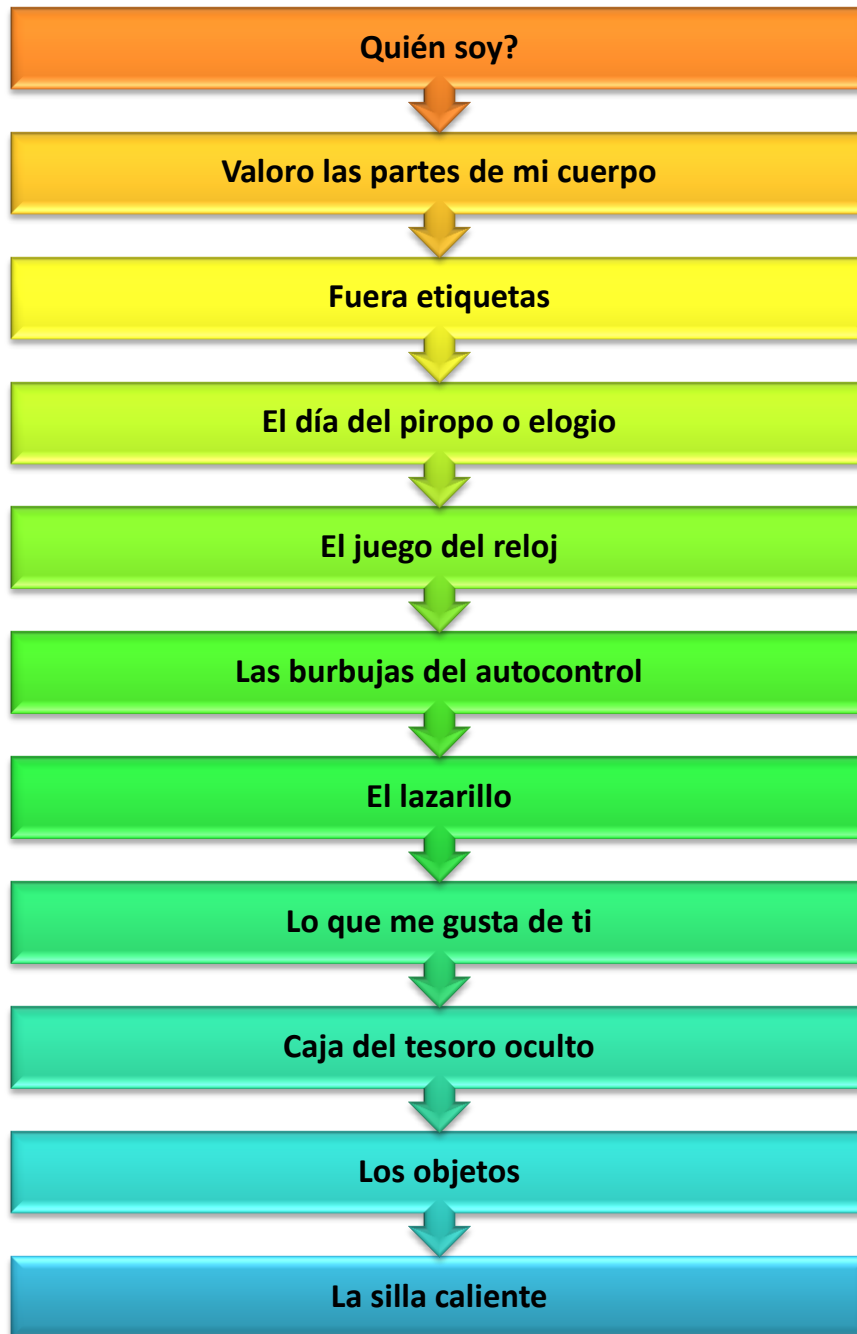 Quién soy?
Valoro las partes de mi cuerpo
Fuera etiquetas
El día del piropo o elogio
El juego del reloj
Las burbujas del autocontrol
El lazarillo
Lo que me gusta de ti
Caja del tesoro oculto
Los objetos
La silla caliente